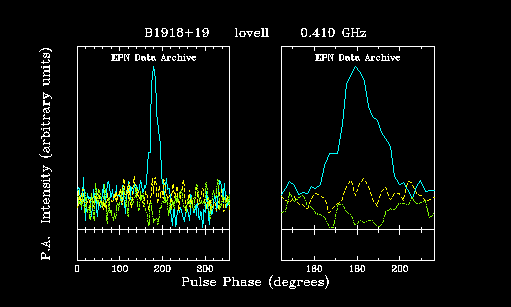 B1918+19 lovell 0.410 GHz
EPN Data Archive
EPN Data Archive
P.A. Intensity (arbitrary units)
0 100 200 300
160 180 200
Pulse Phase (degrees)